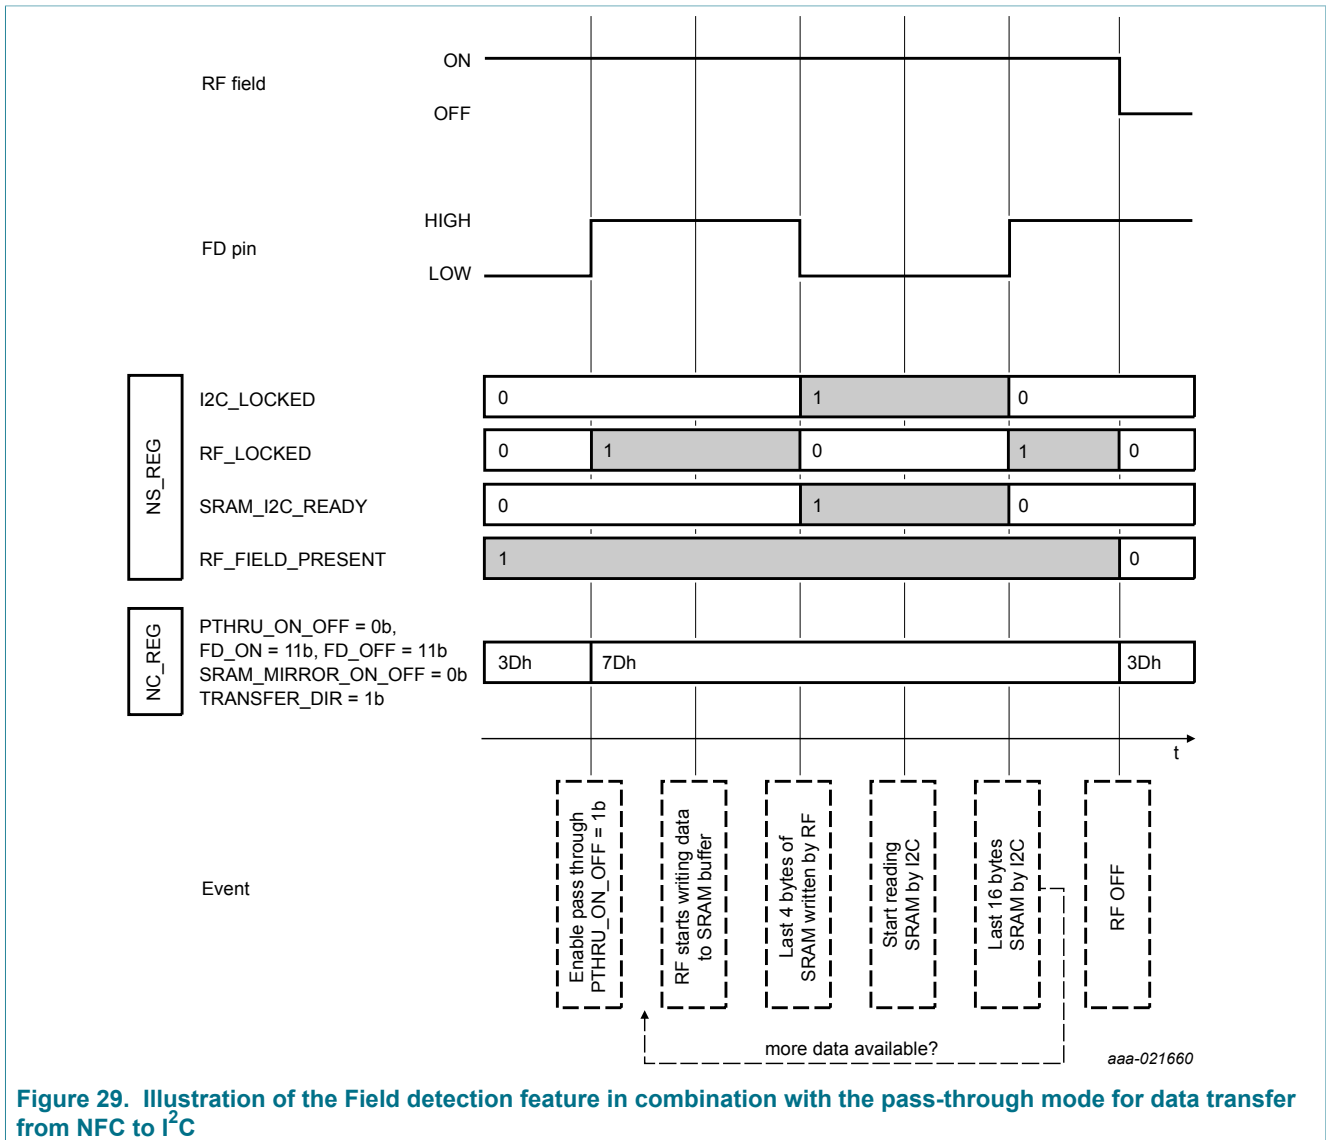 RF field
ON
OFF
FD pin
HIGH
LOW
NS_REG
I2C_LOCKED
0
1
0
RF_LOCKED
0
1
0
1
0
SRAM_I2C_READY
0
1
0
RF_FIELD_PRESENT
1
0
NC_REG
PTHRU_ON_OFF = 0b,
FD_ON = 11b, FD_OFF = 11b
SRAM_MIRROR_ON_OFF = 0b
TRANSFER_DIR = 1b
3Dh
7Dh
3Dh
t
Event
Enable pass through
PTHRU_ON_OFF = 1b
RF starts writing data
to SRAM buffer
Last 4 bytes of
SRAM written by RF
Start reading
SRAM by I2C
Last 16 bytes
SRAM by I2C
RF OFF
more data available?
aaa-021660
Figure 29. Illustration of the Field detection feature in combination with the pass-through mode for data transfer
from NFC to I²C